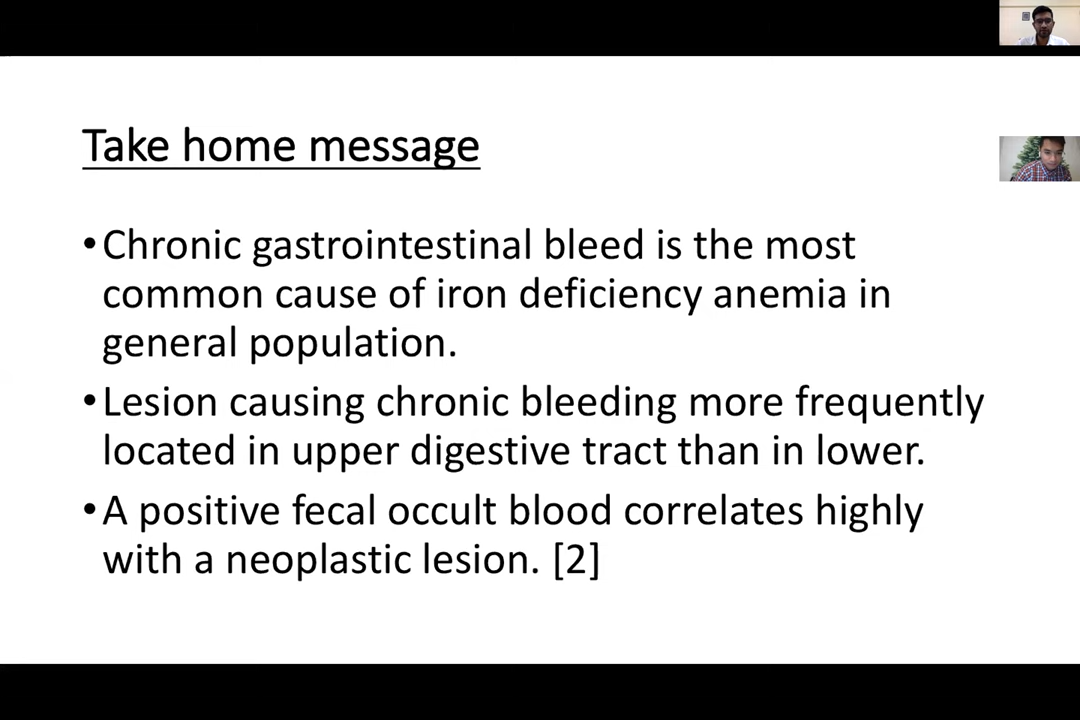 Take home message
•Chronic gastrointestinal bleed is the most
common cause of iron deficiency anemia in
general population.
•Lesion causing chronic bleeding more frequently
located in upper digestive tract than in lower.
•A positive fecal occult blood correlates highly
with a neoplastic lesion. [2]